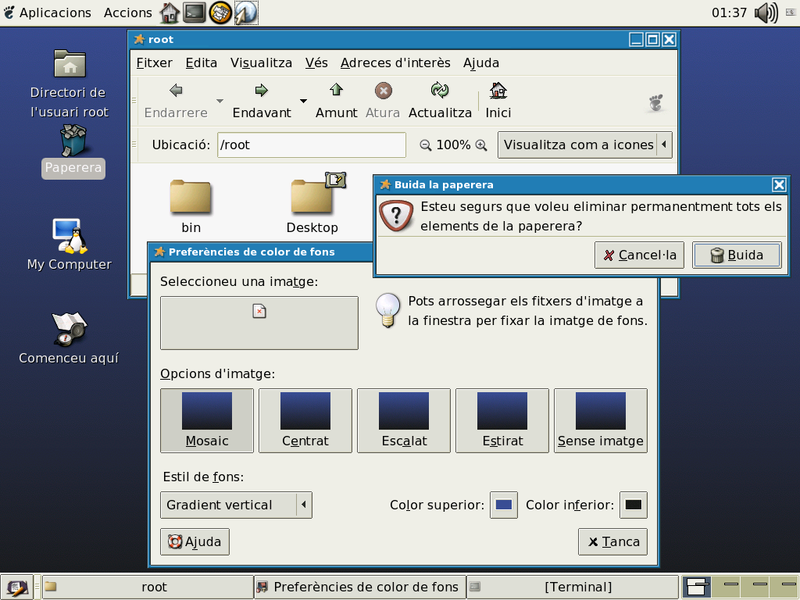 Aplicacions Accions 01:37
Directori de
l'usuari root
Paperera
My Computer
Comenceu aquí
root
Fitxer Edita Visualitza Vés Adreces d'interès Ajuda
Endarrere Endavant Amunt Atura Actualitza Inici
Ubicació: /root 100% Visualitza com a icones
bin Desktop
Buida la paperera
Esteu segurs que voleu eliminar permanentment tots els
elements de la paperera?
Cancel·la Buida
Preferències de color de fons
Seleccioneu una imatge:
Pots arrossegar els fitxers d'imatge a
la finestra per fixar la imatge de fons.
Opcions d'imatge:
Mosaic Centrat Escalat Estirat Sense imatge
Estil de fons:
Gradient vertical Color superior: Color inferior:
Ajuda Tanca
root Preferències de color de fons [Terminal]